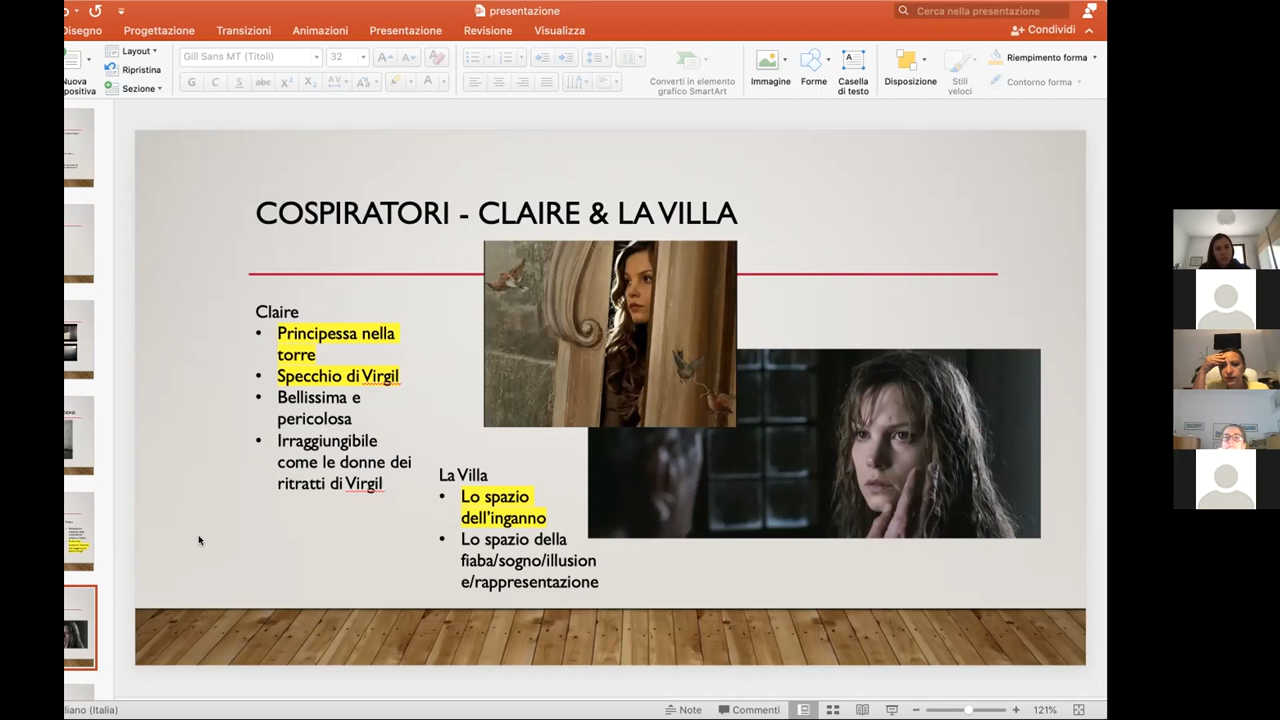 presentazione
Cerca nella presentazione
Disegno
Progettazione
Transizioni
Animazioni
Presentazione
Revisione
Visualizza
Condividi
Nuova
Layout
Ripristina
Sezione
Gill Sans MT (Titoli)
32
Converti in elemento
grafico SmartArt
Immagine
Forme
Casella
di testo
Disposizione
Stili
veloci
Riempimento forma
Contorno forma
COSPIRATORI - CLAIRE & LA VILLA
Claire
• Principessa nella
torre
• Specchio di Virgil
• Bellissima e
pericolosa
• Irraggiungibile
come le donne dei
ritratti di Virgil
La Villa
• Lo spazio
dell'inganno
• Lo spazio della
fiaba/sogno/illusion
e/rappresentazione
liano (Italia)
Note
Commenti
121%